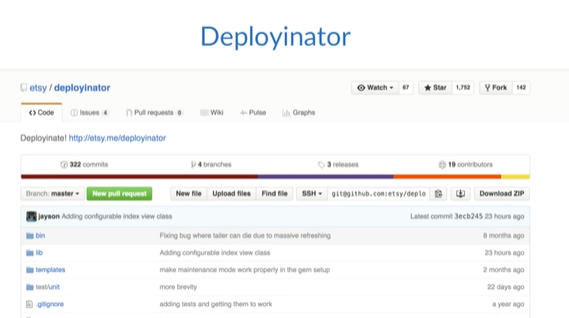 Deployinator
etsy / deployinator
Watch 67 Star 1,752 Fork 142
Code Issues 4 Pull requests 0 Wiki Pulse Graphs
Deployinate! http://etsy.me/deployinator
322 commits 4 branches 3 releases 19 contributors
Branch: master New pull request New file Upload files Find file SSH git@github.com:etsy/deplo Download ZIP
jayson Adding configurable index view class Latest commit 3ecb245 23 hours ago
bin Fixing bug where tailer can die due to massive refreshing 8 months ago
lib Adding configurable index view class 23 hours ago
templates make maintenance mode work properly in the gem setup 2 months ago
test/unit more brevity 22 days ago
.gitignore adding tests and getting them to work a year ago